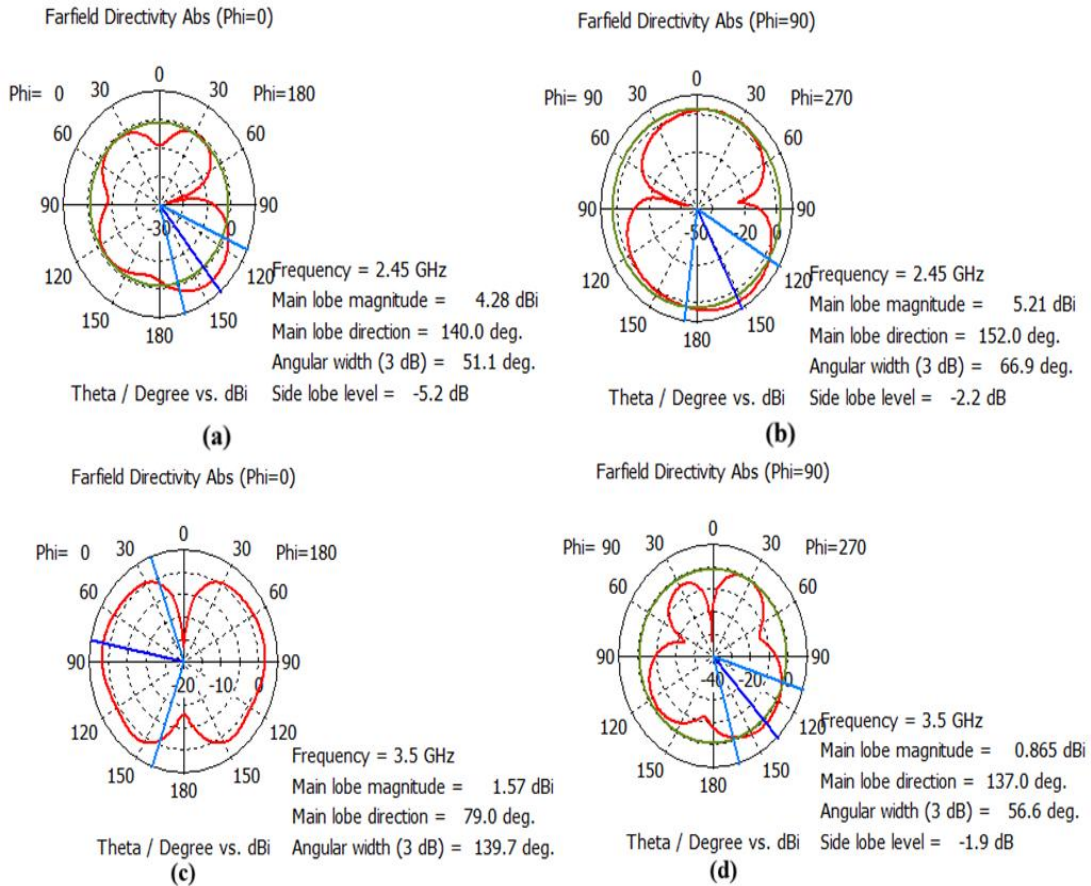 Farfield Directivity Abs (Phi=0)
0
30 30
Phi= 0 Phi=180
60 60
90 90
-30 0
120 120
150 150
180
Frequency = 2.45 GHz
Main lobe magnitude = 4.28 dBi
Main lobe direction = 140.0 deg.
Angular width (3 dB) = 51.1 deg.
Theta / Degree vs. dBi Side lobe level = -5.2 dB
(a)
Farfield Directivity Abs (Phi=90)
0
30 30
Phi= 90 Phi=270
60 60
90 90
-50 -20 0
120 120
150 150
180
Frequency = 2.45 GHz
Main lobe magnitude = 5.21 dBi
Main lobe direction = 152.0 deg.
Angular width (3 dB) = 66.9 deg.
Theta / Degree vs. dBi Side lobe level = -2.2 dB
(b)
Farfield Directivity Abs (Phi=0)
0
30 30
Phi= 0 Phi=180
60 60
90 90
-20 -10 0
120 120
150 150
180
Frequency = 3.5 GHz
Main lobe magnitude = 1.57 dBi
Main lobe direction = 79.0 deg.
Theta / Degree vs. dBi Angular width (3 dB) = 139.7 deg.
(c)
Farfield Directivity Abs (Phi=90)
0
30 30
Phi= 90 Phi=270
60 60
90 90
-40 -20 0
120 120
150 150
180
Frequency = 3.5 GHz
Main lobe magnitude = 0.865 dBi
Main lobe direction = 137.0 deg.
Angular width (3 dB) = 56.6 deg.
Theta / Degree vs. dBi Side lobe level = -1.9 dB
(d)